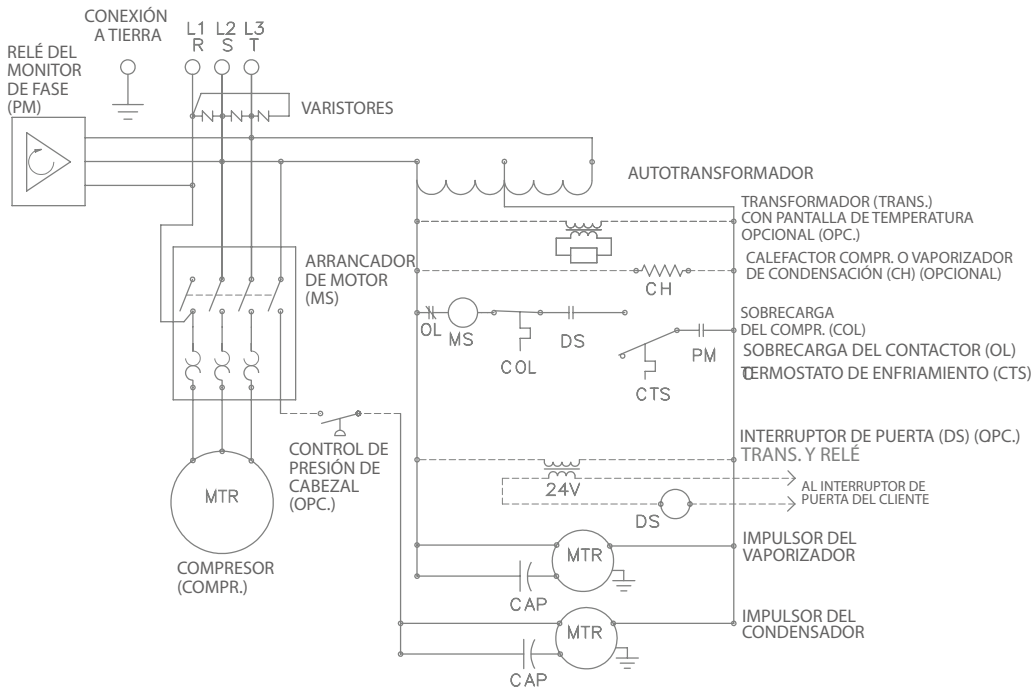 CONEXIÓN
A TIERRA
L1 L2 L3
R S T
RELÉ DEL
MONITOR
DE FASE
(PM)
VARISTORES
AUTOTRANSFORMADOR
TRANSFORMADOR (TRANS.)
CON PANTALLA DE TEMPERATURA
OPCIONAL (OPC.)
ARRANCADOR
DE MOTOR
(MS)
CALEFACTOR COMPR. O VAPORIZADOR
DE CONDENSACIÓN (CH) (OPCIONAL)
CH
OL
MS
COL
DS
CTS
PM
SOBRECARGA
DEL COMPR. (COL)
SOBRECARGA DEL CONTACTOR (OL)
TERMOSTATO DE ENFRIAMIENTO (CTS)
CONTROL DE
PRESIÓN DE
CABEZAL
(OPC.)
INTERRUPTOR DE PUERTA (DS) (OPC.)
TRANS. Y RELÉ
24V
DS
AL INTERRUPTOR DE
PUERTA DEL CLIENTE
MTR
COMPRESOR
(COMPR.)
MTR
CAP
IMPULSOR DEL
VAPORIZADOR
MTR
CAP
IMPULSOR DEL
CONDENSADOR